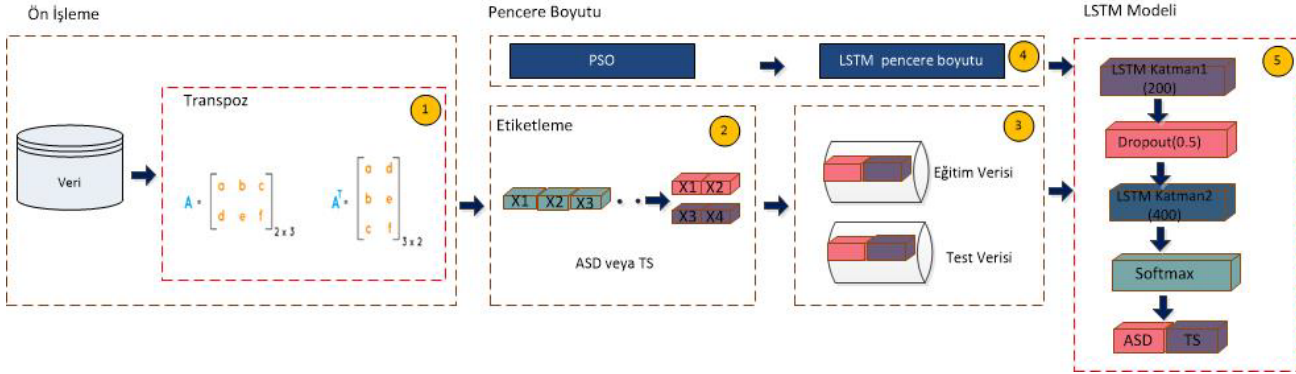 Ön İşleme
Veri
Transpoz
1
A =
a b c
d e f
2 x 3
Aᵀ =
a d
b e
c f
3 x 2
Pencere Boyutu
PSO
LSTM pencere boyutu
4
Etiketleme
2
X1 X2 X3
X1 X2
X3 X4
ASD veya TS
3
Eğitim Verisi
Test Verisi
LSTM Modeli
5
LSTM Katman1
(200)
Dropout(0.5)
LSTM Katman2
(400)
Softmax
ASD TS